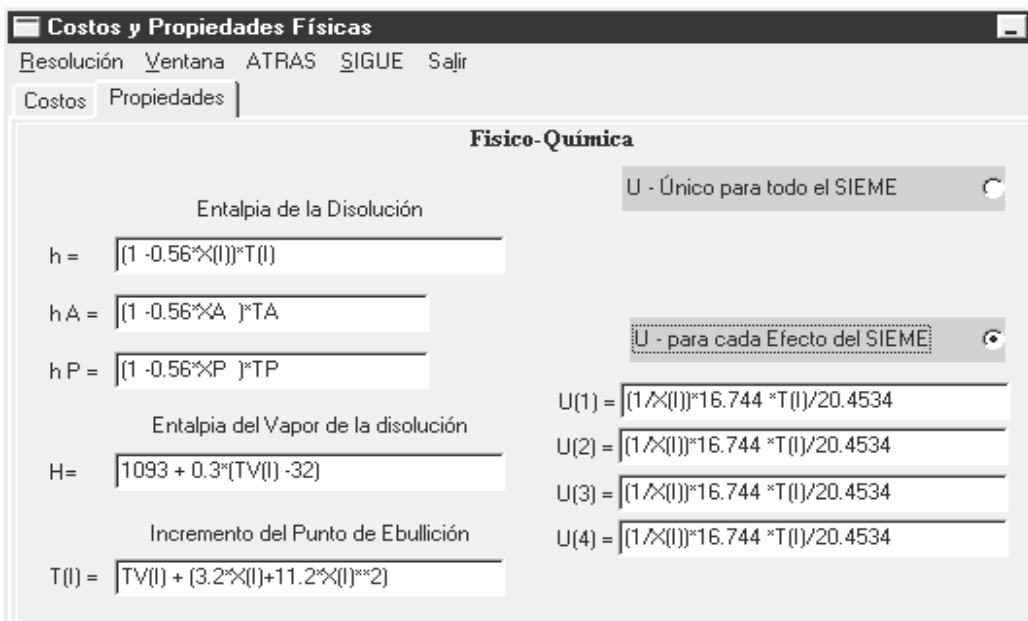 Costos y Propiedades Físicas
Resolución Ventana ATRAS SIGUE Salir
Costos Propiedades
Fisico-Química
U - Único para todo el SIEME
Entalpia de la Disolución
h = (1 -0.56*X(I))*T(I)
h A = (1 -0.56*XA )*TA
U - para cada Efecto del SIEME
h P = (1 -0.56*XP )*TP
U(1) = (1/X(I))*16.744 *T(I)/20.4534
Entalpia del Vapor de la disolución
U(2) = (1/X(I))*16.744 *T(I)/20.4534
H= 1093 + 0.3*(TV(I) -32)
U(3) = (1/X(I))*16.744 *T(I)/20.4534
Incremento del Punto de Ebullición
U(4) = (1/X(I))*16.744 *T(I)/20.4534
T(I) = TV(I) + (3.2*X(I)+11.2*X(I)**2)